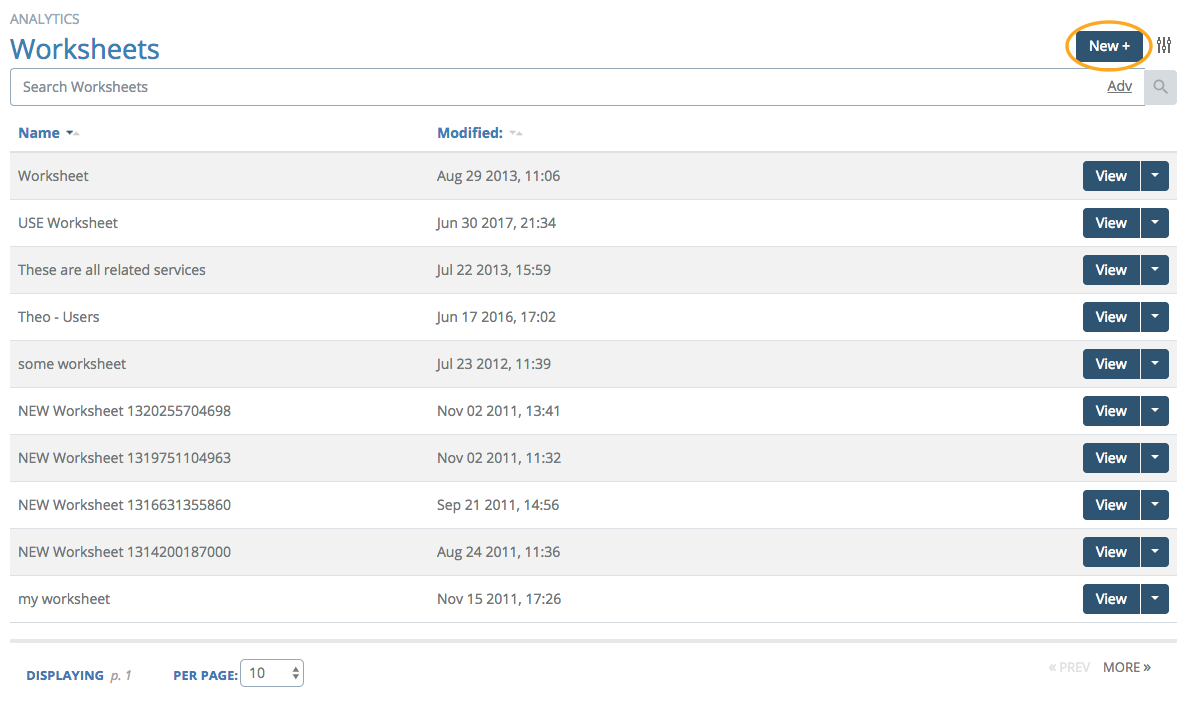 ANALYTICS
Worksheets
New +
Search Worksheets Adv
Name Modified:
Worksheet Aug 29 2013, 11:06 View
USE Worksheet Jun 30 2017, 21:34 View
These are all related services Jul 22 2013, 15:59 View
Theo - Users Jun 17 2016, 17:02 View
some worksheet Jul 23 2012, 11:39 View
NEW Worksheet 1320255704698 Nov 02 2011, 13:41 View
NEW Worksheet 1319751104963 Nov 02 2011, 11:32 View
NEW Worksheet 1316631355860 Sep 21 2011, 14:56 View
NEW Worksheet 1314200187000 Aug 24 2011, 11:36 View
my worksheet Nov 15 2011, 17:26 View
DISPLAYING p. 1 PER PAGE: 10 « PREV MORE »